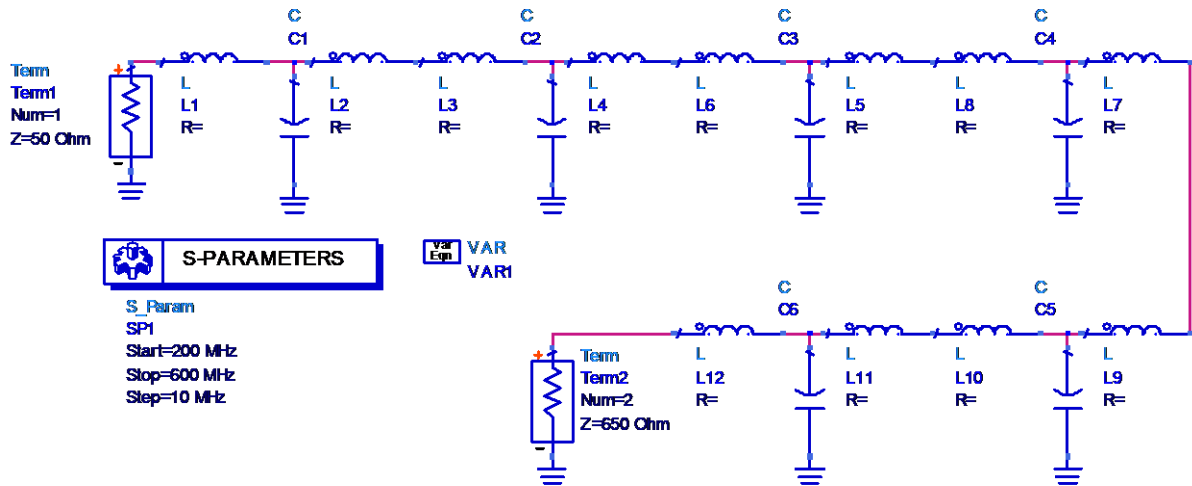 C
C1
C
C2
C
C3
C
C4
Term
Term1
Num=1
Z=50 Ohm
+
-
L
L1
R=
L
L2
R=
L
L3
R=
L
L4
R=
L
L6
R=
L
L5
R=
L
L8
R=
L
L7
R=
S-PARAMETERS
Var
Eqn
VAR
VAR1
S_Param
SP1
Start=200 MHz
Stop=600 MHz
Step=10 MHz
C
C6
C
C5
+
-
Term
Term2
Num=2
Z=650 Ohm
L
L12
R=
L
L11
R=
L
L10
R=
L
L9
R=